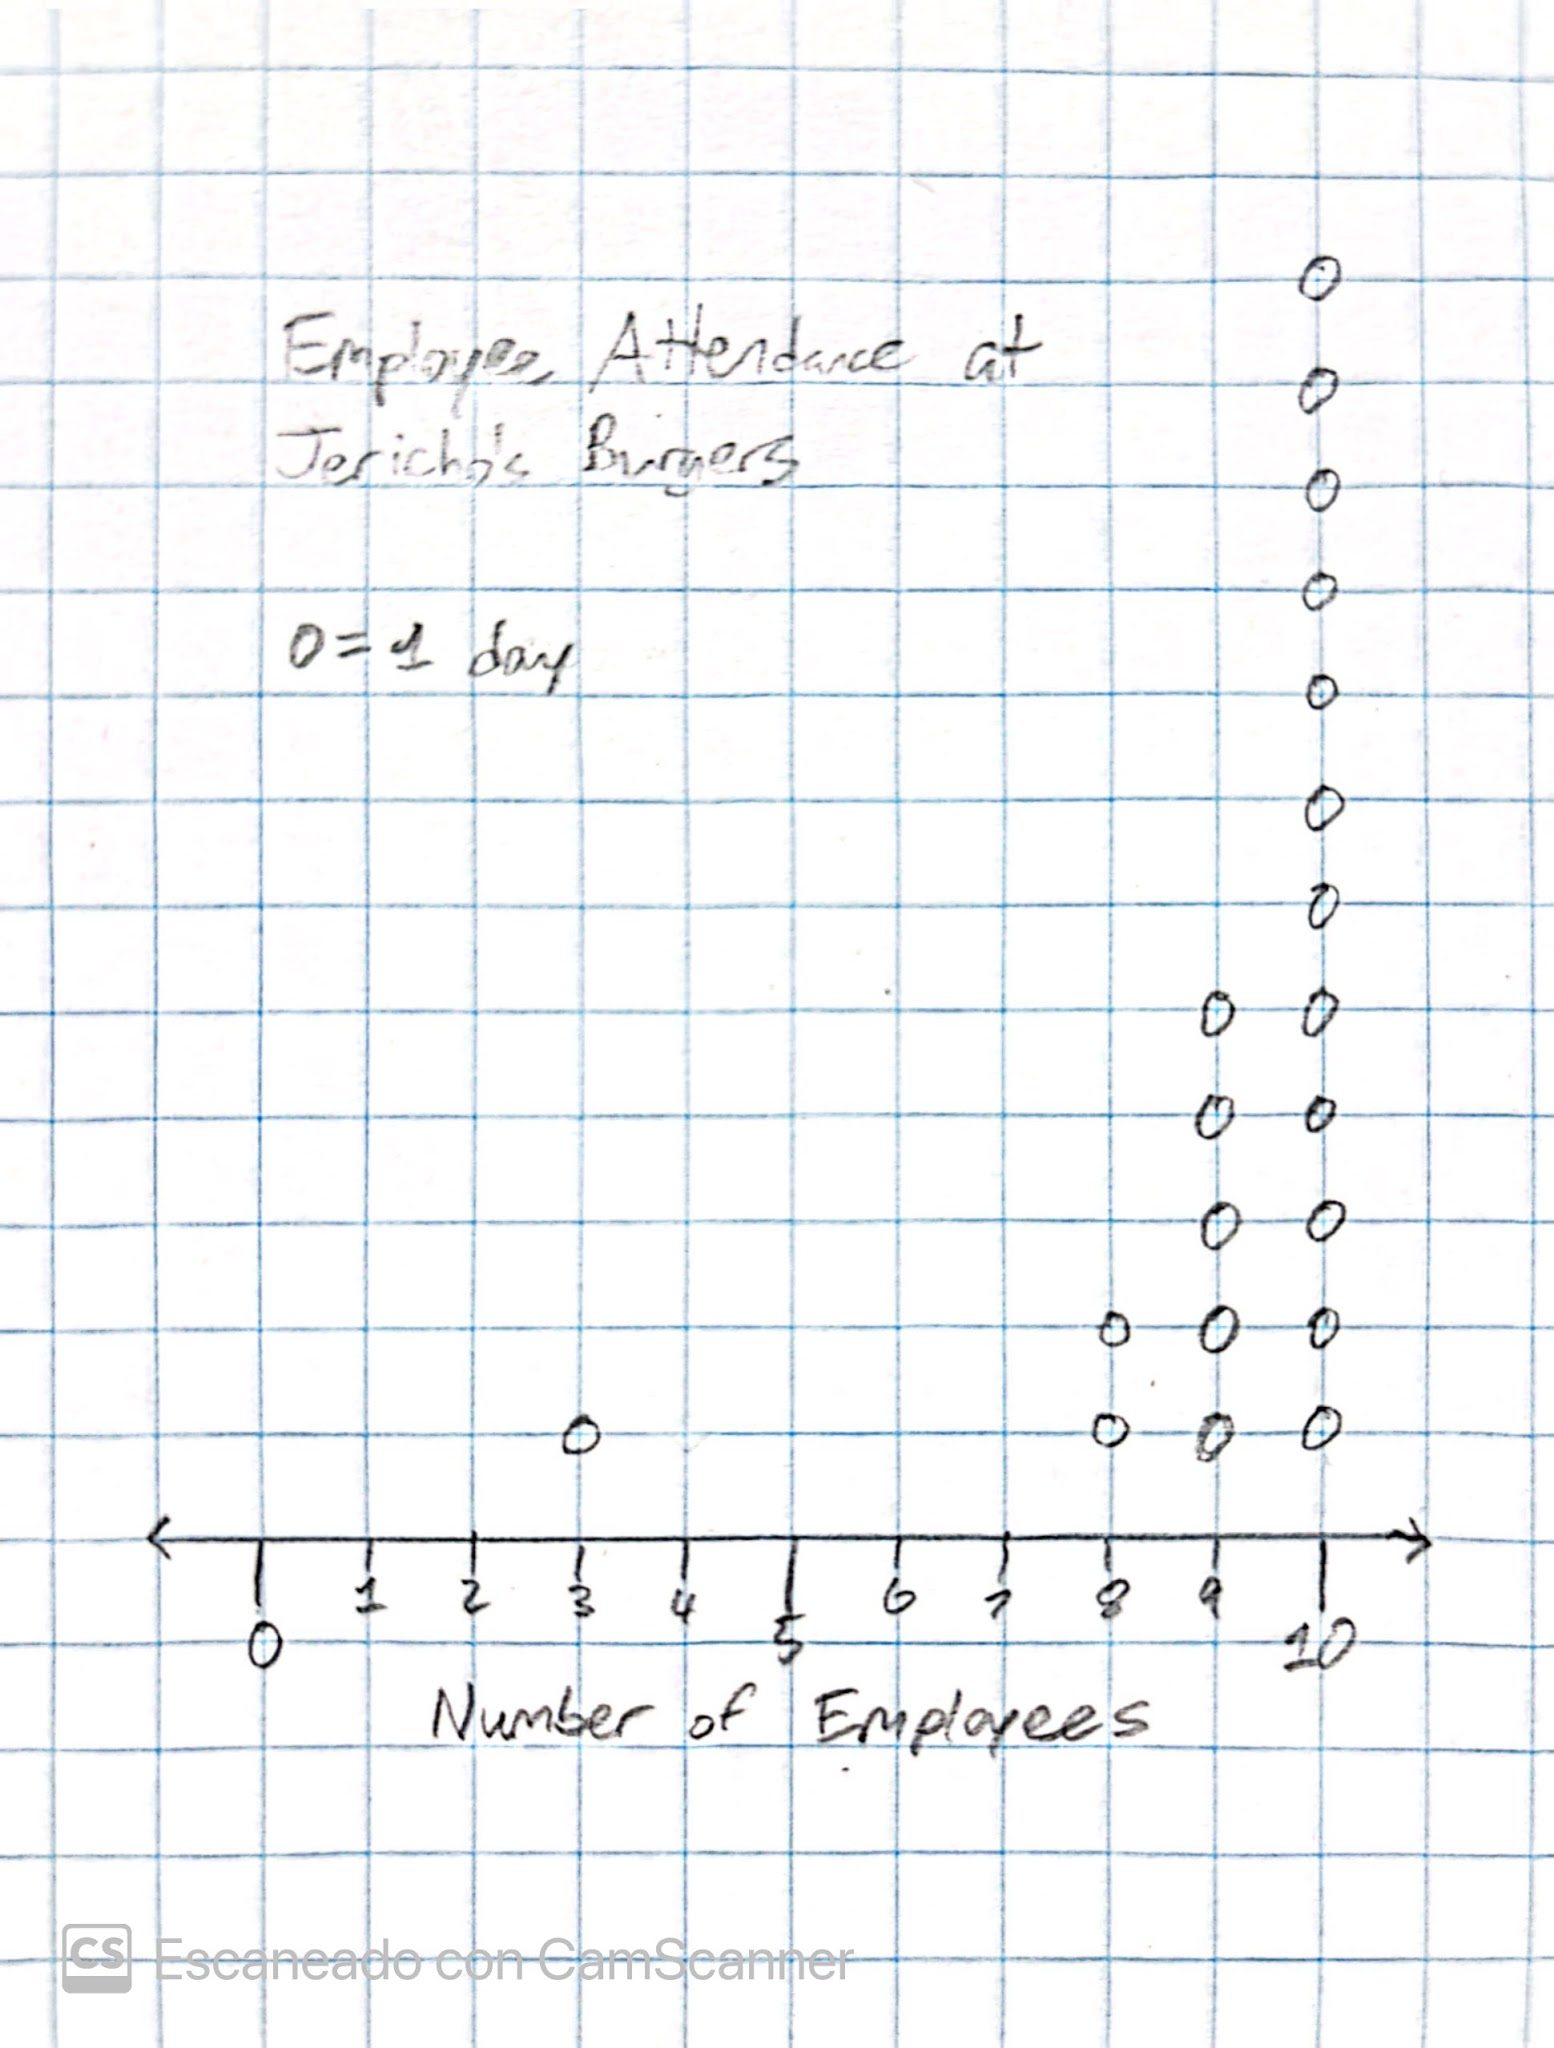 Employee Attendance at
Jericho's Burgers
0=1 day
0 1 2 3 4 5 6 7 8 9 10
Number of Employees
CS Escaneado con CamScanner